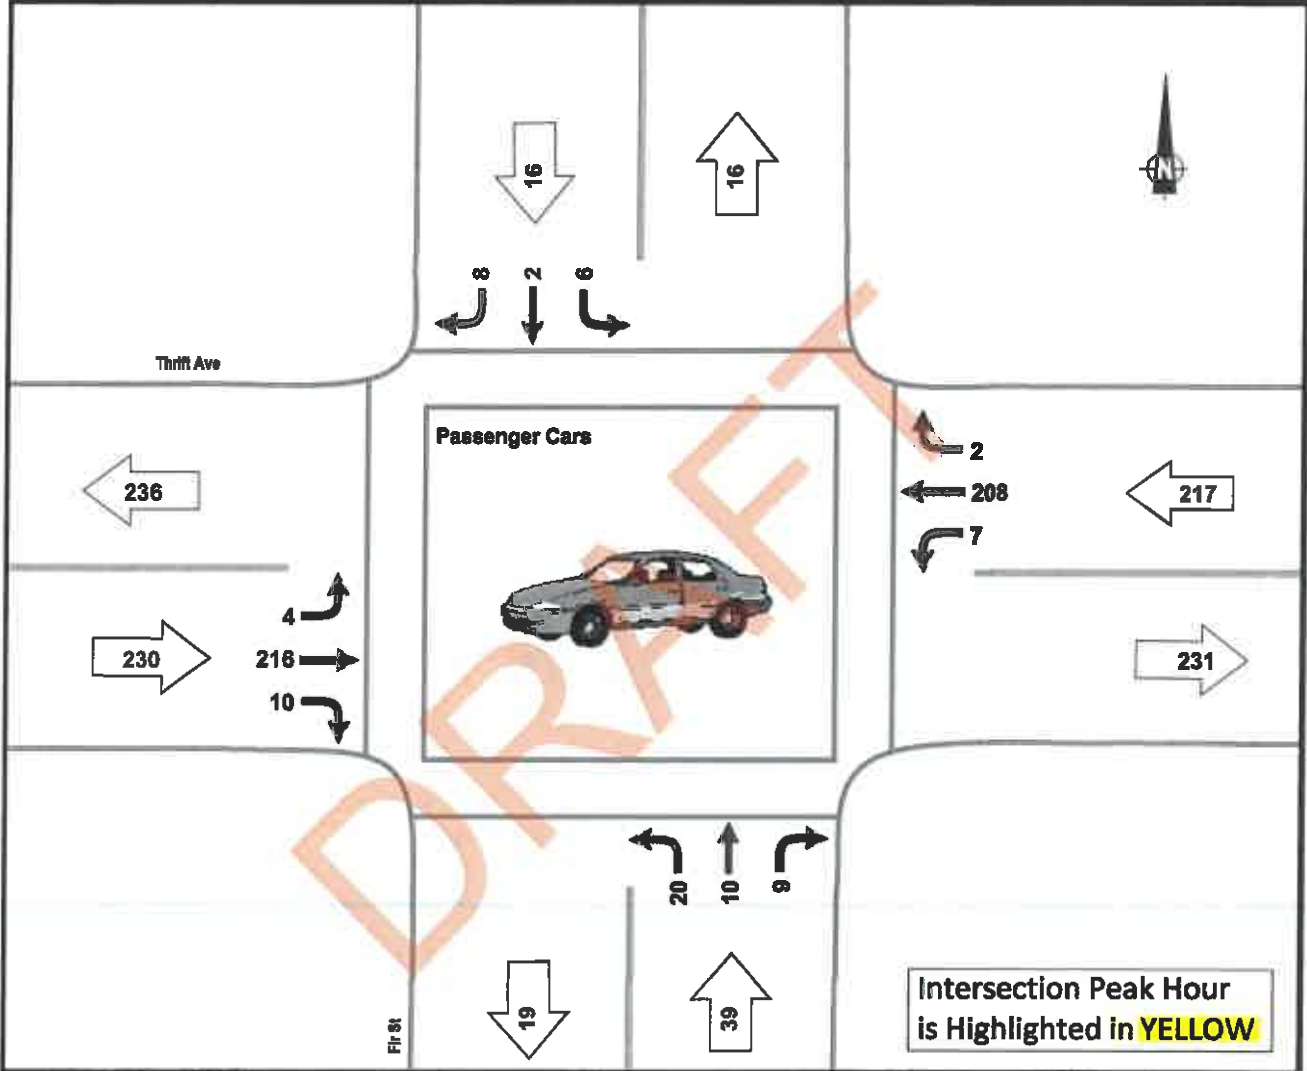 16
16
N
8
2
6
Thrift Ave
Passenger Cars
2
236
208
217
7
4
230
216
231
10
20
10
9
19
39
Fir St
Intersection Peak Hour
is Highlighted in YELLOW
DRAFT